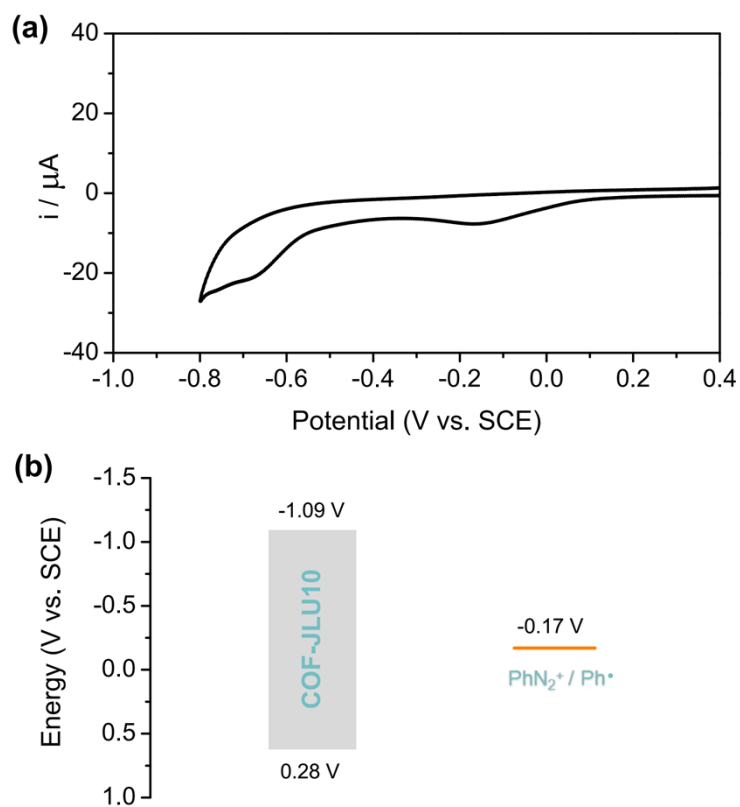 (a)
40
20
0
-20
-40
i / μA
-1.0 -0.8 -0.6 -0.4 -0.2 0.0 0.2 0.4
Potential (V vs. SCE)
(b)
-1.5
-1.0
-0.5
0.0
0.5
1.0
Energy (V vs. SCE)
-1.09 V
COF-JLU10
0.28 V
-0.17 V
PhN₂⁺ / Ph•